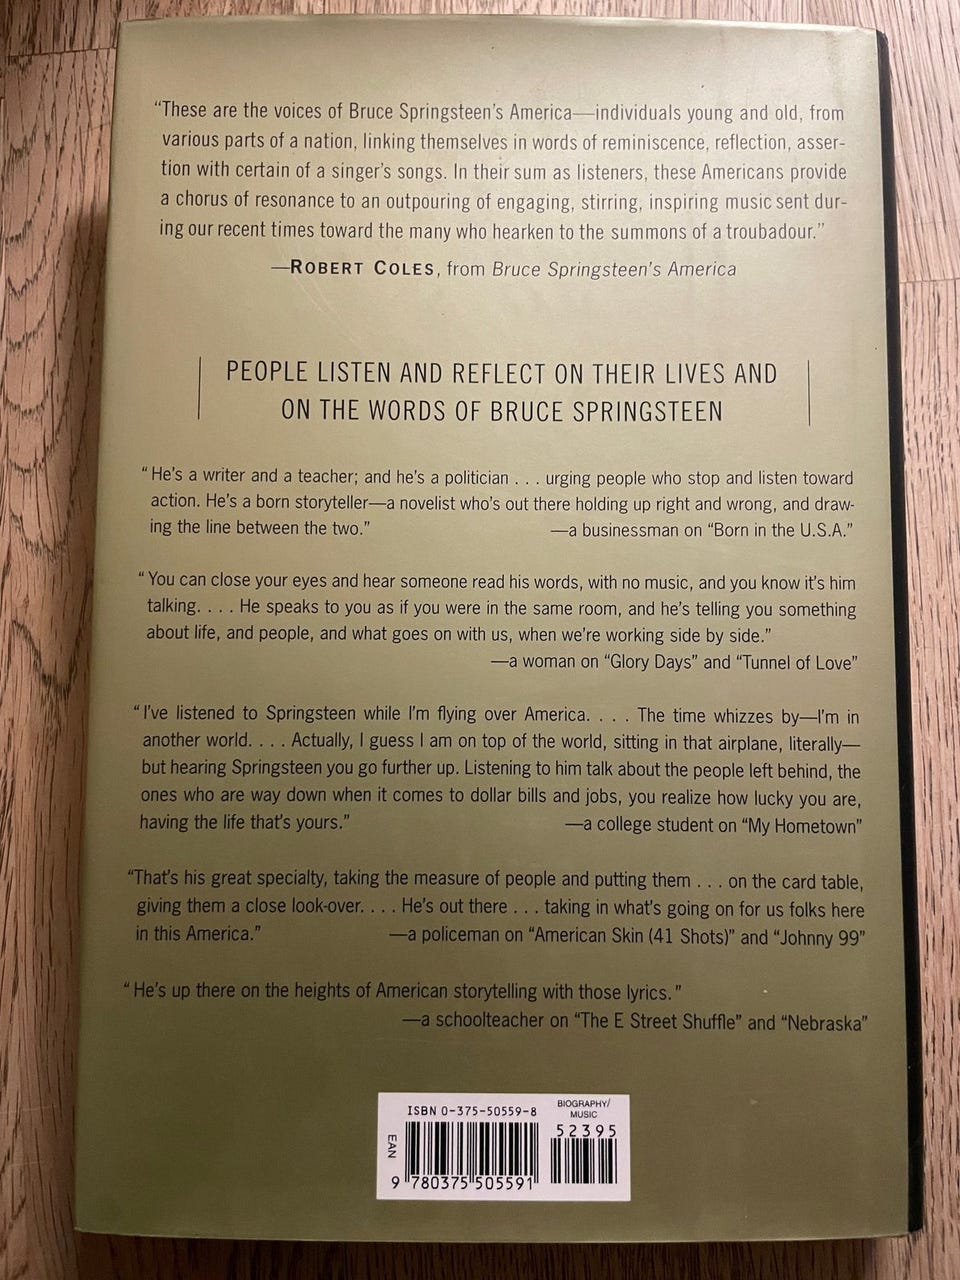 “These are the voices of Bruce Springsteen’s America—individuals young and old, from
various parts of a nation, linking themselves in words of reminiscence, reflection, asser-
tion with certain of a singer’s songs. In their sum as listeners, these Americans provide
a chorus of resonance to an outpouring of engaging, stirring, inspiring music sent dur-
ing our recent times toward the many who hearken to the summons of a troubadour.”
—ROBERT COLES, from Bruce Springsteen’s America
PEOPLE LISTEN AND REFLECT ON THEIR LIVES AND
ON THE WORDS OF BRUCE SPRINGSTEEN
“He’s a writer and a teacher; and he’s a politician . . . urging people who stop and listen toward
action. He’s a born storyteller—a novelist who’s out there holding up right and wrong, and draw-
ing the line between the two.” —a businessman on “Born in the U.S.A.”
“You can close your eyes and hear someone read his words, with no music, and you know it’s him
talking. . . . He speaks to you as if you were in the same room, and he’s telling you something
about life, and people, and what goes on with us, when we’re working side by side.”
—a woman on “Glory Days” and “Tunnel of Love”
“I’ve listened to Springsteen while I’m flying over America. . . . The time whizzes by—I’m in
another world. . . . Actually, I guess I am on top of the world, sitting in that airplane, literally—
but hearing Springsteen you go further up. Listening to him talk about the people left behind, the
ones who are way down when it comes to dollar bills and jobs, you realize how lucky you are,
having the life that’s yours.” —a college student on “My Hometown”
“That’s his great specialty, taking the measure of people and putting them . . . on the card table,
giving them a close look-over. . . . He’s out there . . . taking in what’s going on for us folks here
in this America.” —a policeman on “American Skin (41 Shots)” and “Johnny 99”
“He’s up there on the heights of American storytelling with those lyrics.”
—a schoolteacher on “The E Street Shuffle” and “Nebraska”
ISBN 0-375-50559-8
BIOGRAPHY/
MUSIC
52395
EAN
9 780375 505591